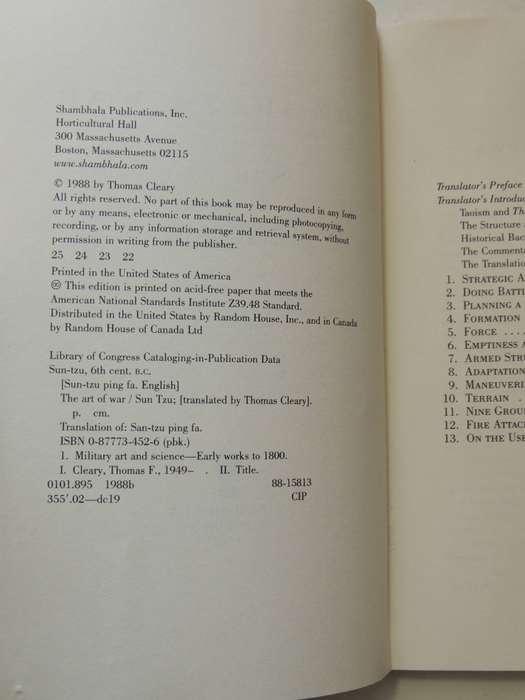 Shambhala Publications, Inc.
Horticultural Hall
300 Massachusetts Avenue
Boston, Massachusetts 02115
www.shambhala.com
© 1988 by Thomas Cleary
All rights reserved. No part of this book may be reproduced in any form
or by any means, electronic or mechanical, including photocopying,
recording, or by any information storage and retrieval system, without
permission in writing from the publisher.
25 24 23 22
Printed in the United States of America
♾ This edition is printed on acid-free paper that meets the
American National Standards Institute Z39.48 Standard.
Distributed in the United States by Random House, Inc., and in Canada
by Random House of Canada Ltd
Library of Congress Cataloging-in-Publication Data
Sun-tzu, 6th cent. B.C.
[Sun-tzu ping fa. English]
The art of war / Sun Tzu; [translated by Thomas Cleary].
p. cm.
Translation of: San-tzu ping fa.
ISBN 0-87773-452-6 (pbk.)
1. Military art and science—Early works to 1800.
I. Cleary, Thomas F., 1949– . II. Title.
0101.895 1988b 88-15813
355'.02—dc19 CIP
Translator's Preface
Translator's Introduc
Taoism and The
The Structure
Historical Bac
The Commenta
The Translation
1. STRATEGIC A
2. DOING BATTL
3. PLANNING A
4. FORMATION
5. FORCE ....
6. EMPTINESS A
7. ARMED STRU
8. ADAPTATION
9. MANEUVERI
10. TERRAIN .
11. NINE GROUN
12. FIRE ATTAC
13. ON THE USE